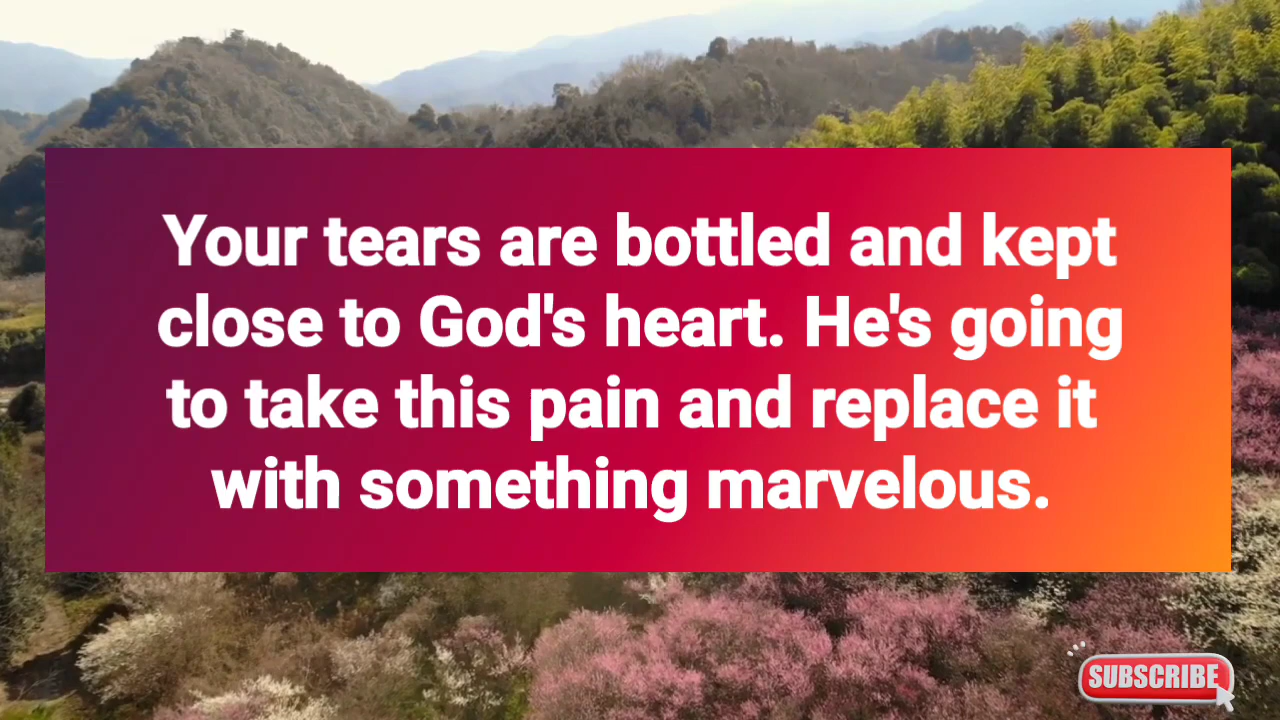 Your tears are bottled and kept
close to God's heart. He's going
to take this pain and replace it
with something marvelous.
SUBSCRIBE